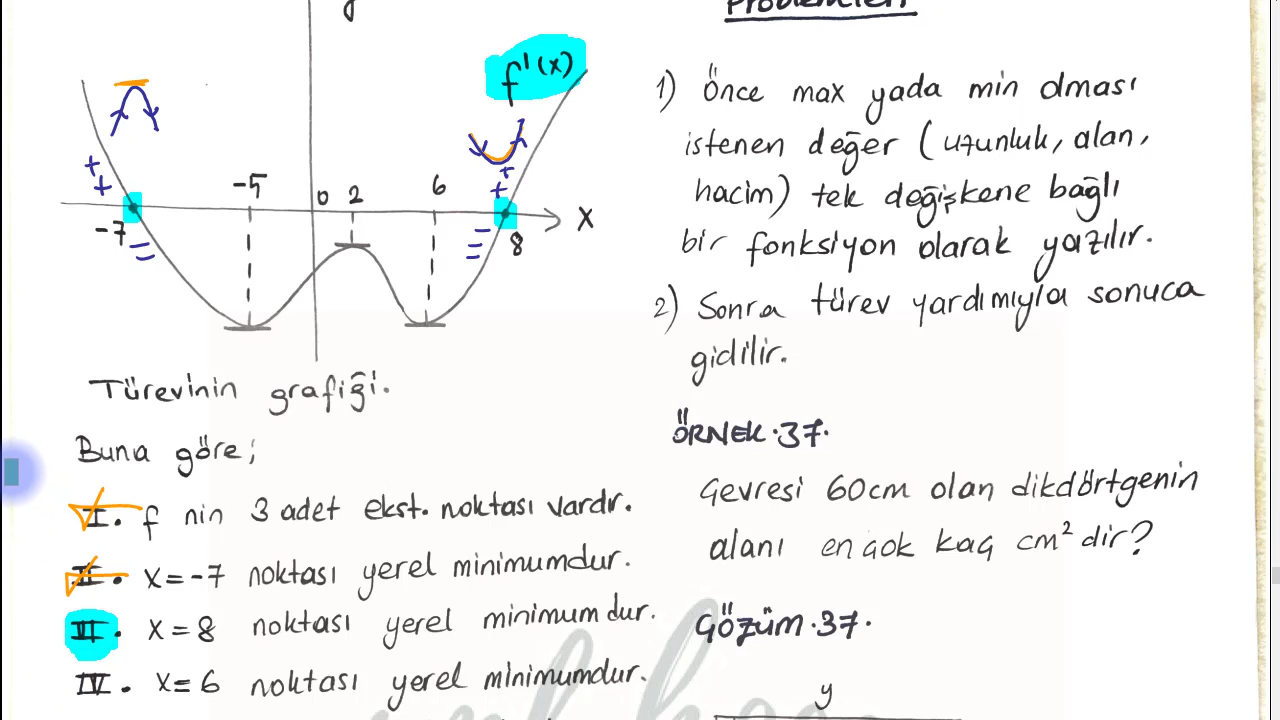 y
f'(x)
-7
-5
0
2
6
8
x
Türevinin grafiği.
Buna göre;
I. f nin 3 adet ekst. noktası vardır.
II. x=-7 noktası yerel minimumdur.
III. x=8 noktası yerel minimumdur.
IV. x=6 noktası yerel minimumdur.
Problemleri
1) Önce max yada min olması
istenen değer (uzunluk, alan,
hacim) tek değişkene bağlı
bir fonksiyon olarak yazılır.
2) Sonra türev yardımıyla sonuca
gidilir.
ÖRNEK.37.
Çevresi 60cm olan dikdörtgenin
alanı en çok kaç cm² dir?
ÇÖZÜM.37.
y